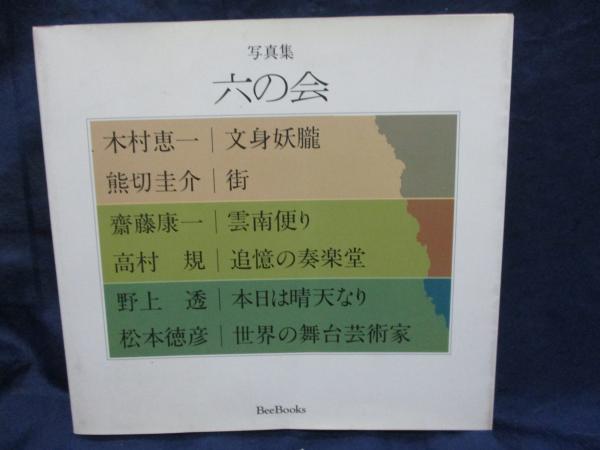 写真集
六の会
木村恵一｜文身妖朧
熊切圭介｜街
齋藤康一｜雲南便り
高村　規｜追憶の奏楽堂
野上　透｜本日は晴天なり
松本徳彦｜世界の舞台芸術家
BeeBooks